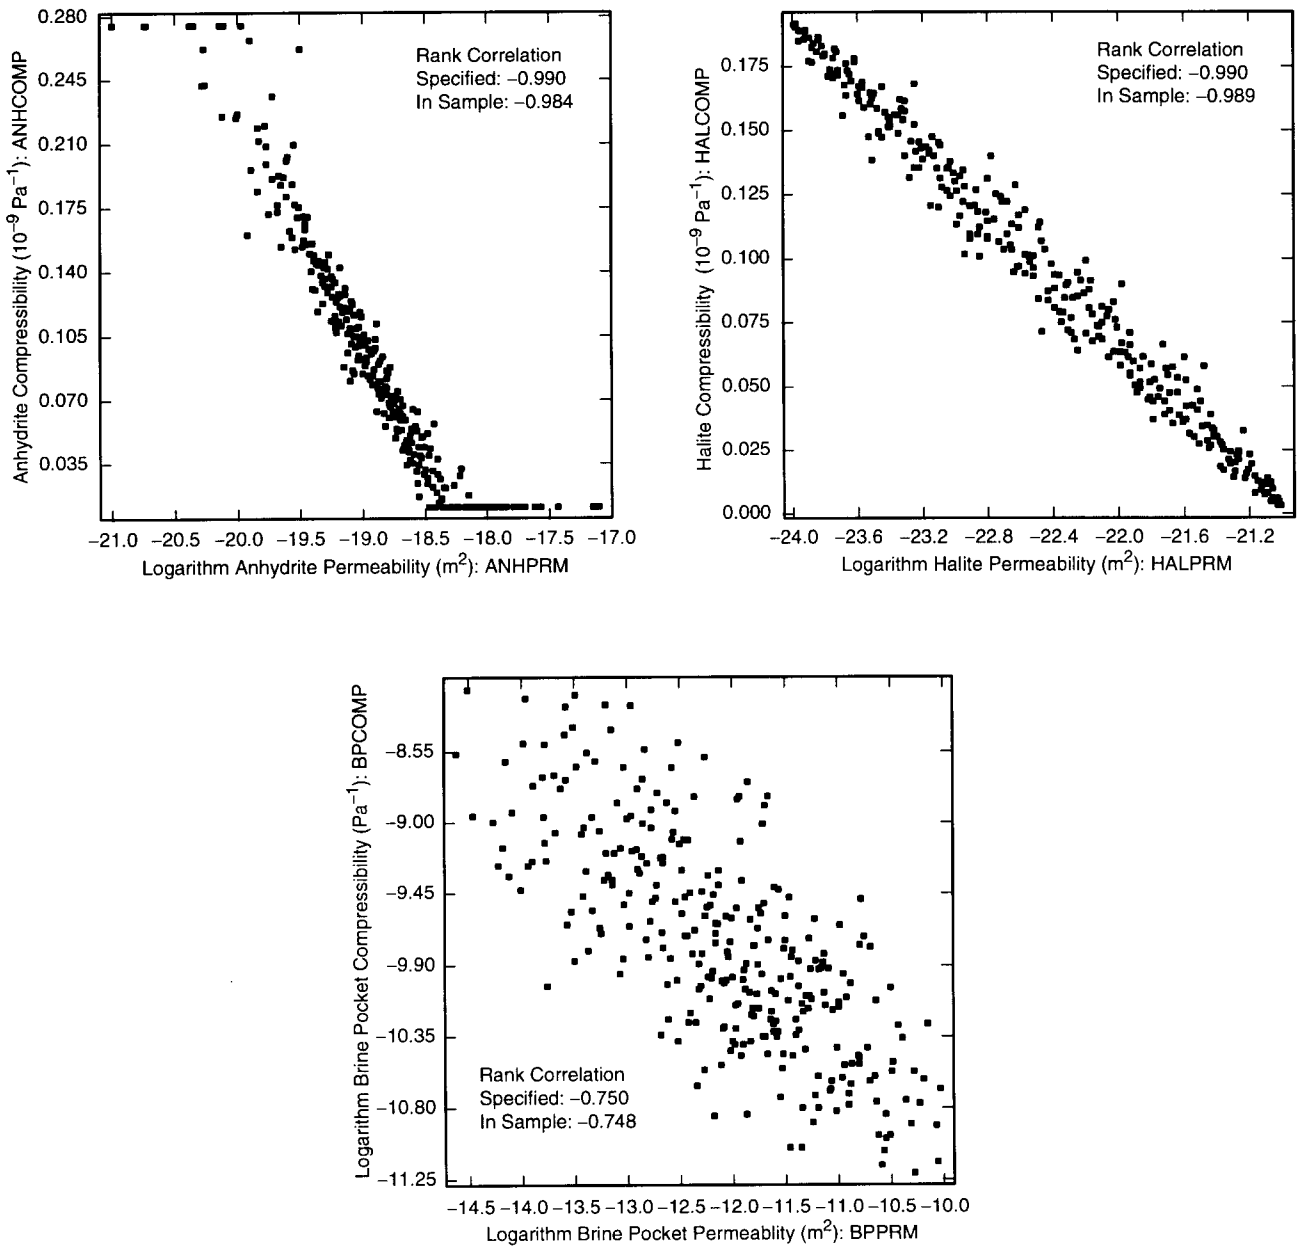 Anhydrite Compressibility (10⁻⁹ Pa⁻¹): ANHCOMP
0.280
0.245
0.210
0.175
0.140
0.105
0.070
0.035
Rank Correlation
Specified: −0.990
In Sample: −0.984
−21.0 −20.5 −20.0 −19.5 −19.0 −18.5 −18.0 −17.5 −17.0
Logarithm Anhydrite Permeability (m²): ANHPRM
Halite Compressibility (10⁻⁹ Pa⁻¹): HALCOMP
0.175
0.150
0.125
0.100
0.075
0.050
0.025
0.000
Rank Correlation
Specified: −0.990
In Sample: −0.989
−24.0 −23.6 −23.2 −22.8 −22.4 −22.0 −21.6 −21.2
Logarithm Halite Permeability (m²): HALPRM
Logarithm Brine Pocket Compressibility (Pa⁻¹): BPCOMP
−8.55
−9.00
−9.45
−9.90
−10.35
−10.80
−11.25
Rank Correlation
Specified: −0.750
In Sample: −0.748
−14.5 −14.0 −13.5 −13.0 −12.5 −12.0 −11.5 −11.0 −10.5 −10.0
Logarithm Brine Pocket Permeablity (m²): BPPRM